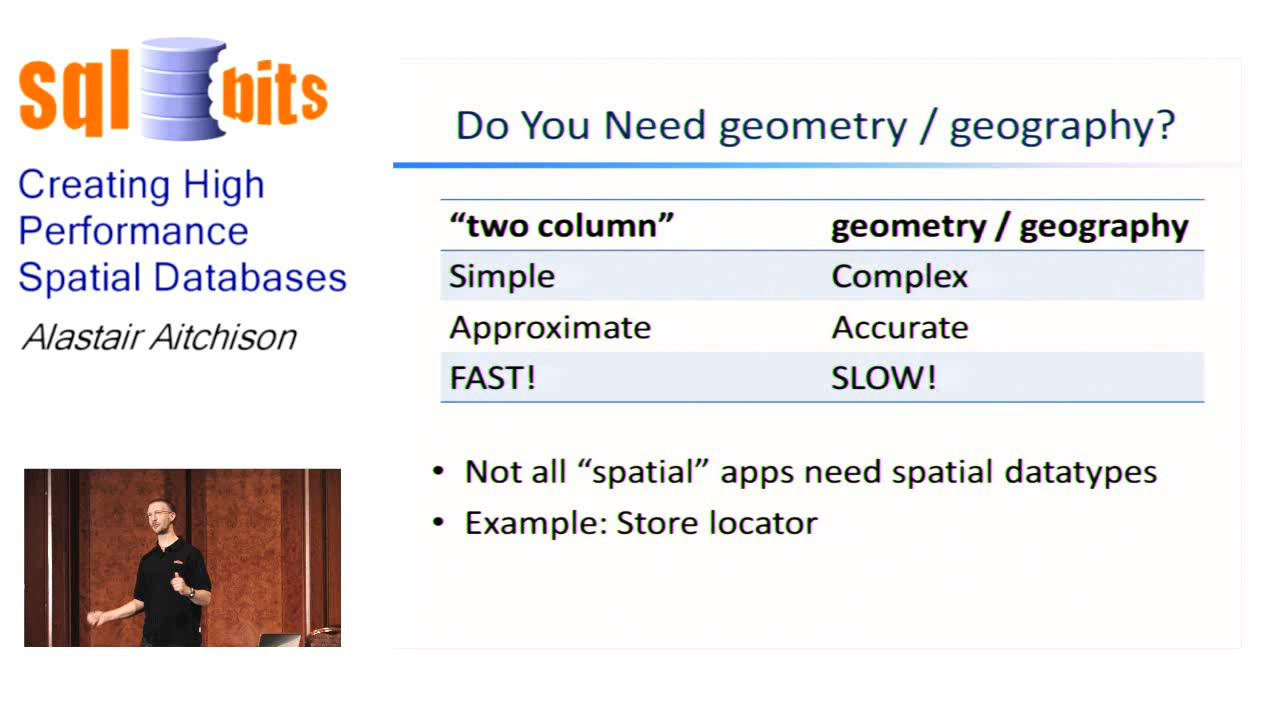 sql bits
Creating High
Performance
Spatial Databases
Alastair Aitchison
Do You Need geometry / geography?
“two column” geometry / geography
Simple Complex
Approximate Accurate
FAST! SLOW!
• Not all “spatial” apps need spatial datatypes
• Example: Store locator